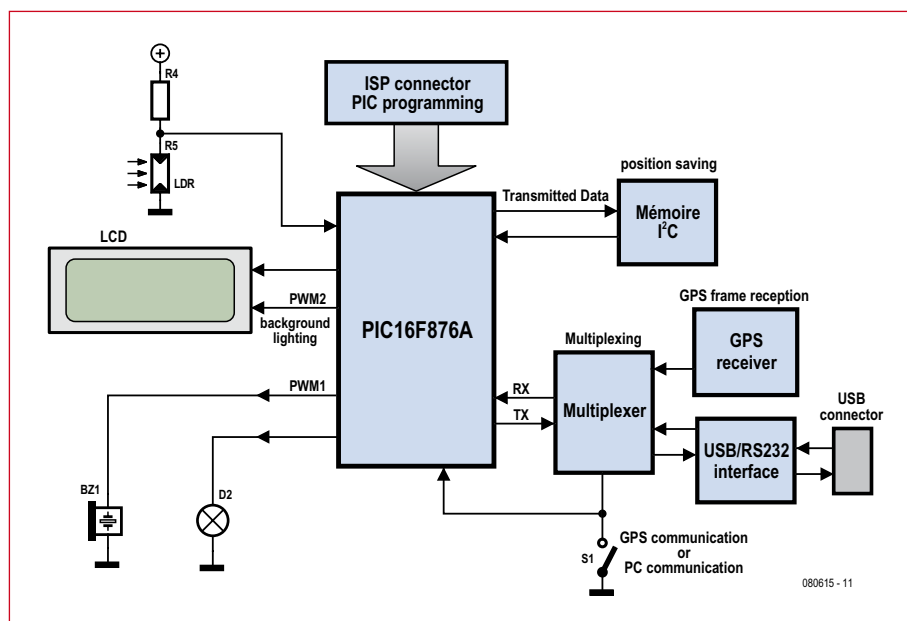 R4
R5
LDR
ISP connector
PIC programming
LCD
PWM2
background
lighting
PWM1
BZ1
D2
PIC16F876A
Transmitted Data
position saving
Mémoire
I²C
GPS frame reception
GPS
receiver
Multiplexing
Multiplexer
RX
TX
USB
connector
USB/RS232
interface
S1
GPS communication
or
PC communication
080615 - 11